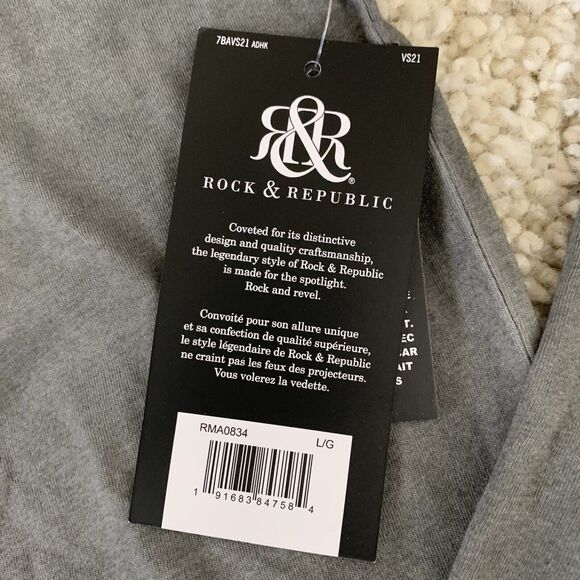 7BAVS21 ADHK VS21
R&R®
ROCK & REPUBLIC
Coveted for its distinctive
design and quality craftsmanship,
the legendary style of Rock & Republic
is made for the spotlight.
Rock and revel.
Convoité pour son allure unique
et sa confection de qualité supérieure,
le style légendaire de Rock & Republic
ne craint pas les feux des projecteurs.
Vous volerez la vedette.
RMA0834 L/G
1 91683 84758 4